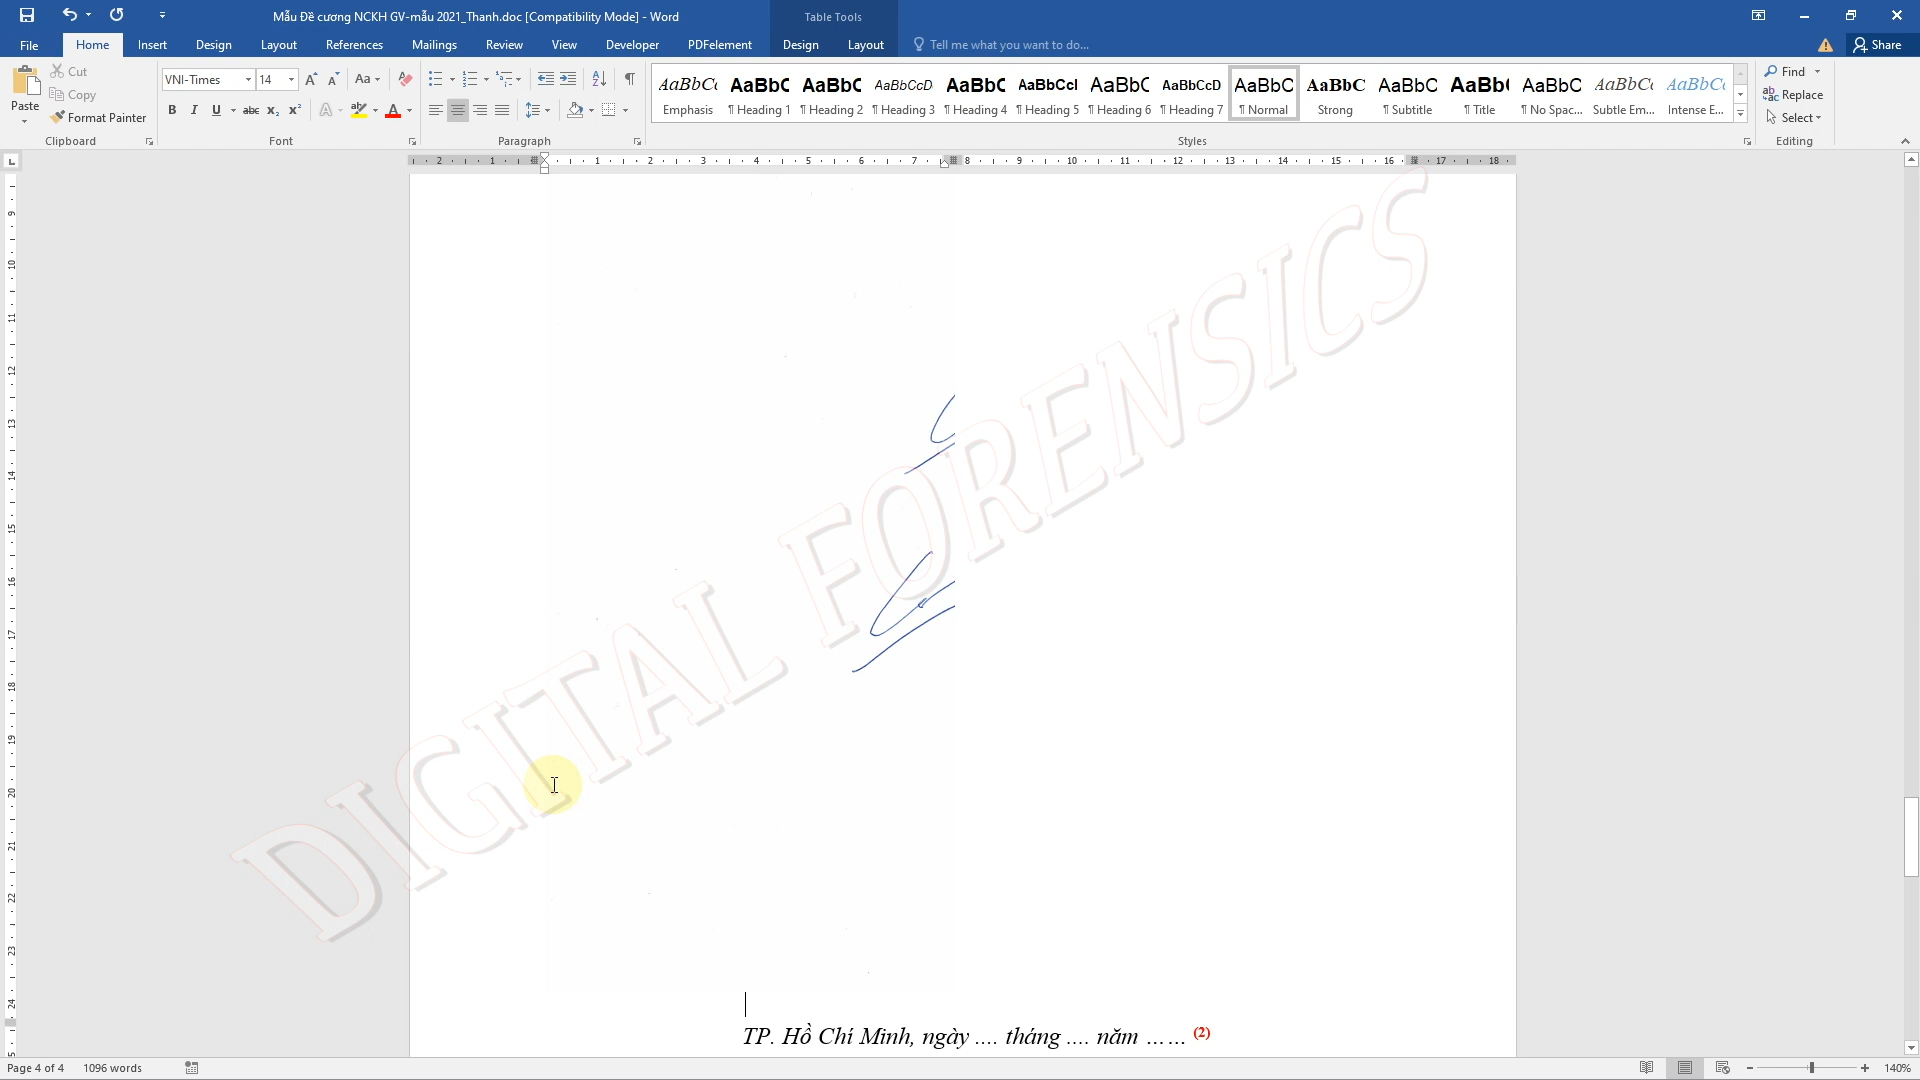 Mẫu Đề cương NCKH GV-mẫu 2021_Thanh.doc [Compatibility Mode] - Word
Table Tools
File
Home
Insert
Design
Layout
References
Mailings
Review
View
Developer
PDFelement
Design
Layout
Tell me what you want to do...
Share
Paste
Cut
Copy
Format Painter
Clipboard
VNI-Times
14
Font
Paragraph
AaBbCc Emphasis
AaBbC ¶ Heading 1
AaBbC ¶ Heading 2
AaBbCcD ¶ Heading 3
AaBbC ¶ Heading 4
AaBbCcI ¶ Heading 5
AaBbC ¶ Heading 6
AaBbCcD ¶ Heading 7
AaBbC ¶ Normal
AaBbC Strong
AaBbC ¶ Subtitle
AaBb( ¶ Title
AaBbC ¶ No Spac...
AaBbC Subtle Em...
AaBbC Intense E...
Styles
Find
Replace
Select
Editing
DIGITAL FORENSICS
TP. Hồ Chí Minh, ngày .... tháng .... năm …… (2)
Page 4 of 4
1096 words
140%